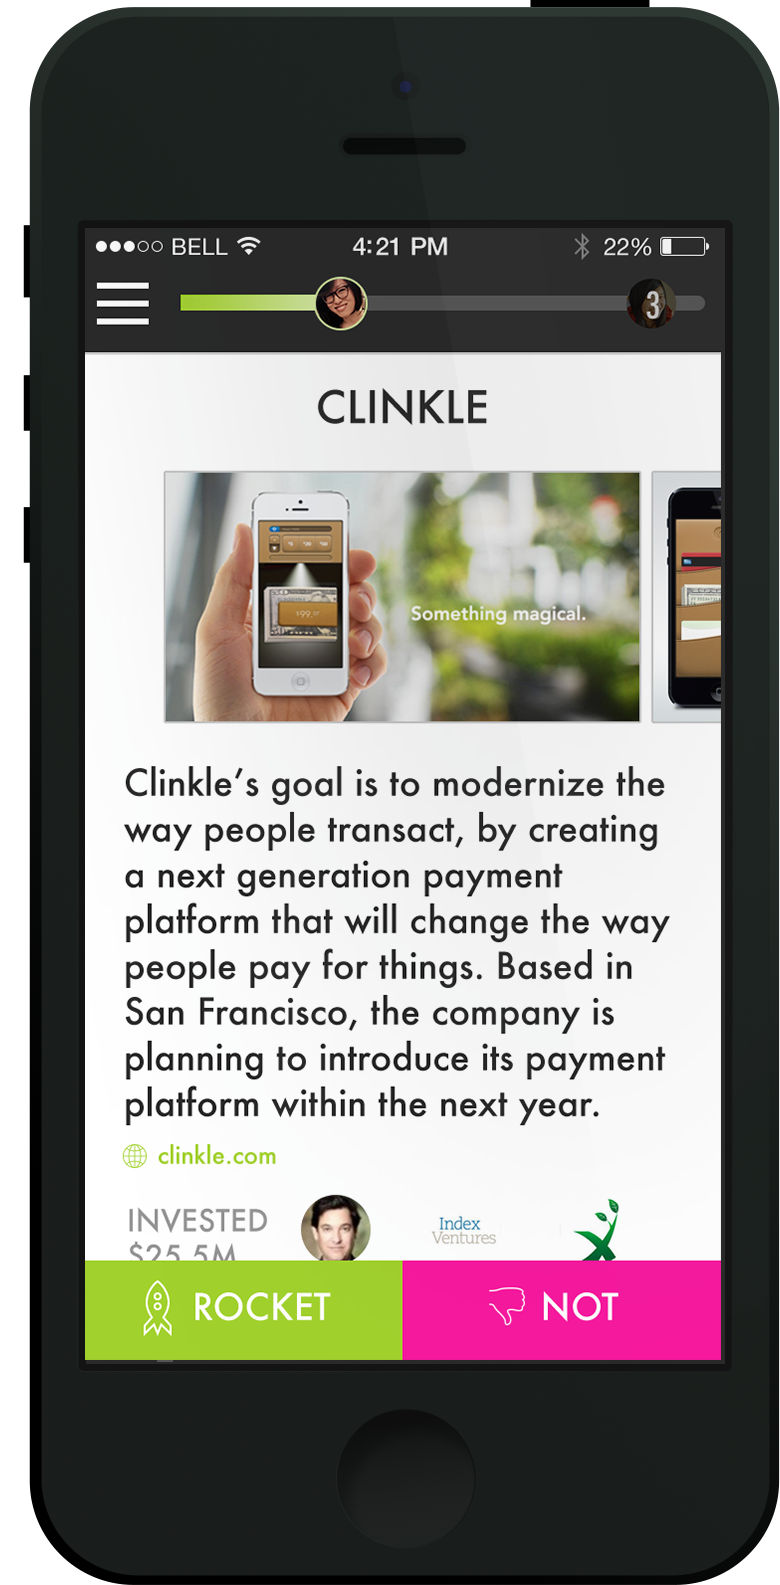 BELL 4:21 PM 22%
3
CLINKLE
$99.97
Something magical.
Clinkle's goal is to modernize the
way people transact, by creating
a next generation payment
platform that will change the way
people pay for things. Based in
San Francisco, the company is
planning to introduce its payment
platform within the next year.
clinkle.com
INVESTED
$25.5M
Index
Ventures
ROCKET
NOT